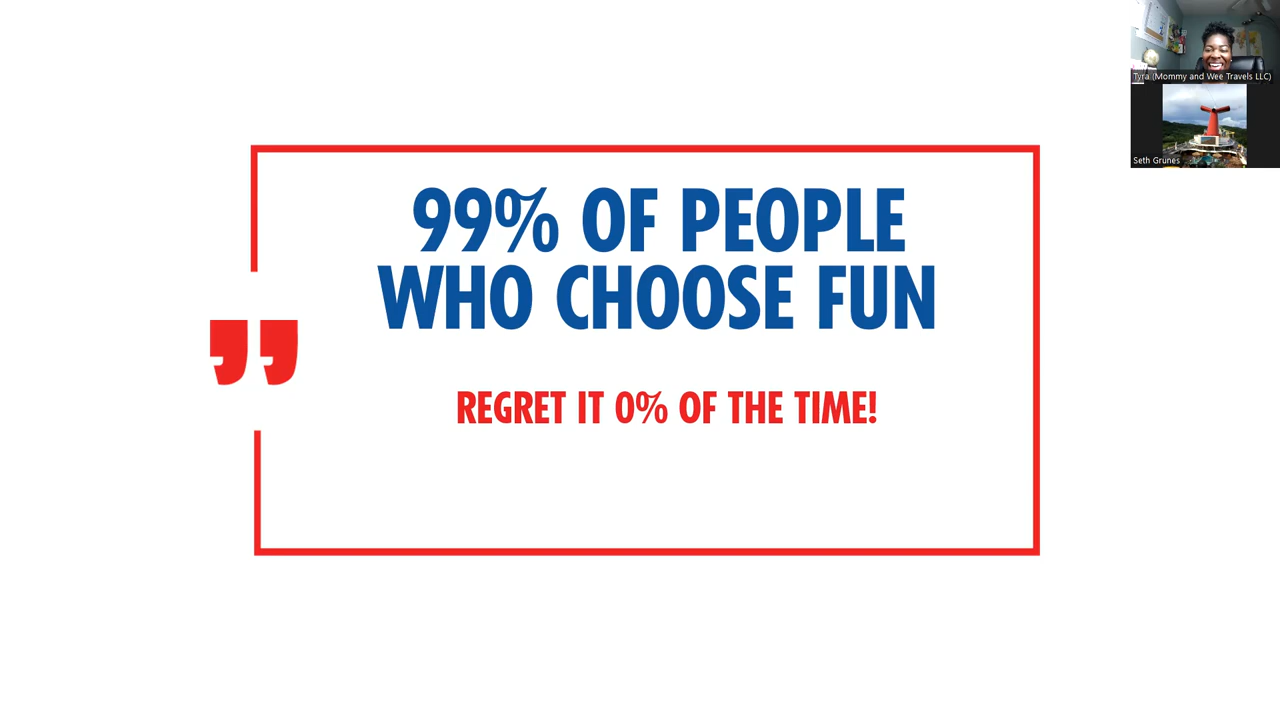 Tyra (Mommy and Wee Travels LLC)
Seth Grunes
99% OF PEOPLE
WHO CHOOSE FUN
”
REGRET IT 0% OF THE TIME!